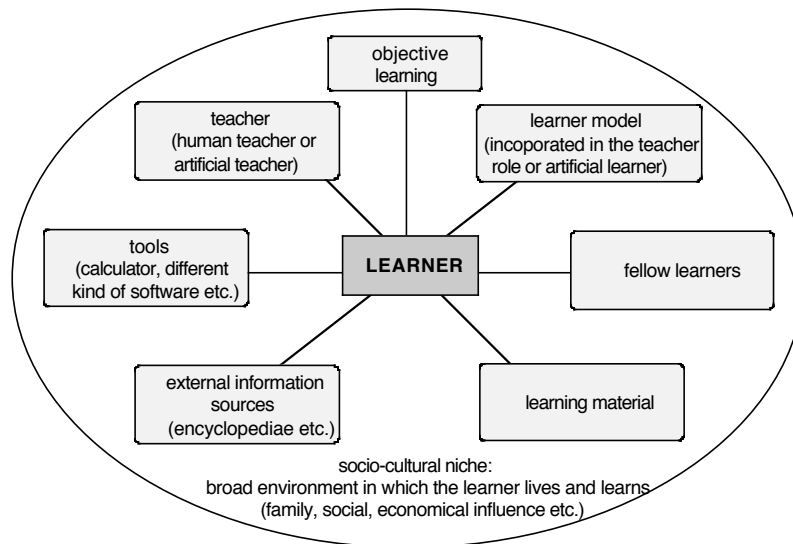 objective
learning
teacher
(human teacher or
artificial teacher)
learner model
(incoporated in the teacher
role or artificial learner)
tools
(calculator, different
kind of software etc.)
LEARNER
fellow learners
external information
sources
(encyclopediae etc.)
learning material
socio-cultural niche:
broad environment in which the learner lives and learns
(family, social, economical influence etc.)